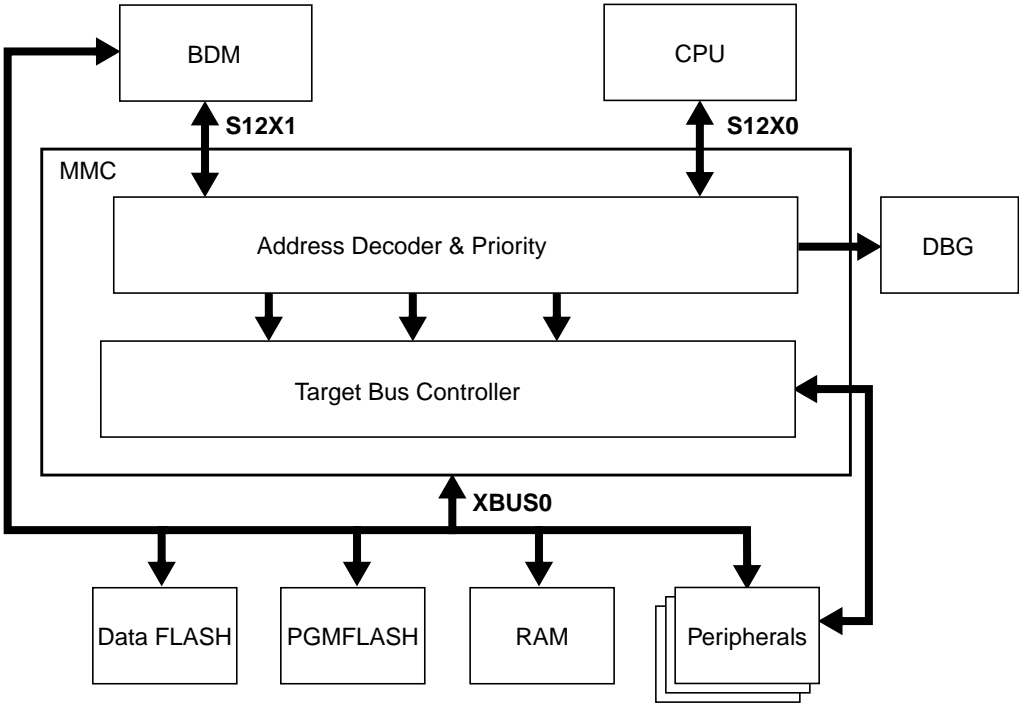 BDM
CPU
S12X1
S12X0
MMC
Address Decoder & Priority
DBG
Target Bus Controller
XBUS0
Data FLASH
PGMFLASH
RAM
Peripherals